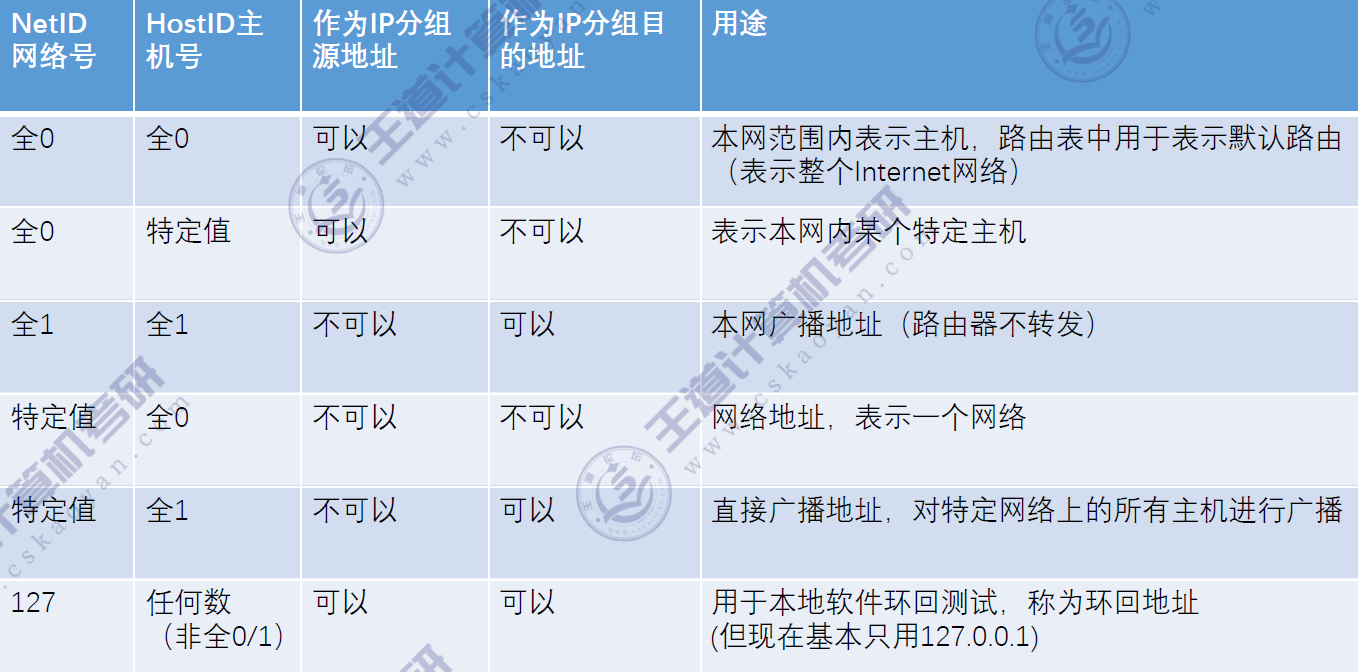 NetID
网络号
HostID主
机号
作为IP分组
源地址
作为IP分组目
的地址
用途
全0
全0
可以
不可以
本网范围内表示主机，路由表中用于表示默认路由
（表示整个Internet网络）
全0
特定值
可以
不可以
表示本网内某个特定主机
全1
全1
不可以
可以
本网广播地址（路由器不转发）
特定值
全0
不可以
不可以
网络地址，表示一个网络
特定值
全1
不可以
可以
直接广播地址，对特定网络上的所有主机进行广播
127
任何数
（非全0/1）
可以
可以
用于本地软件环回测试，称为环回地址
(但现在基本只用127.0.0.1)
王道计算机考研
www.cskaoyan.com
王道计算机考研
www.cskaoyan.com